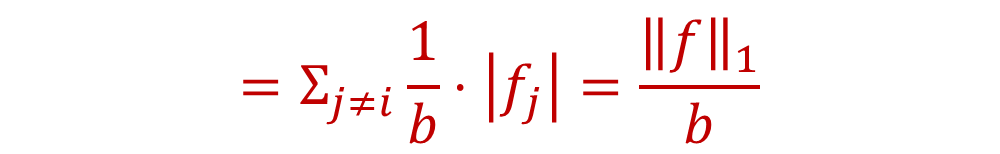 = Σ_{j≠i} 1/b · |f_j| = ‖f‖₁/b